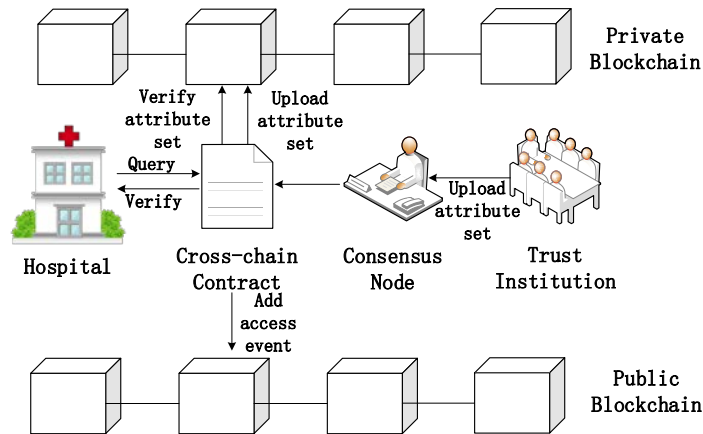 Private
Blockchain
Verify
attribute
set
Upload
attribute
set
Query
Verify
Upload
attribute
set
Hospital
Cross-chain
Contract
Consensus
Node
Trust
Institution
Add
access
event
Public
Blockchain